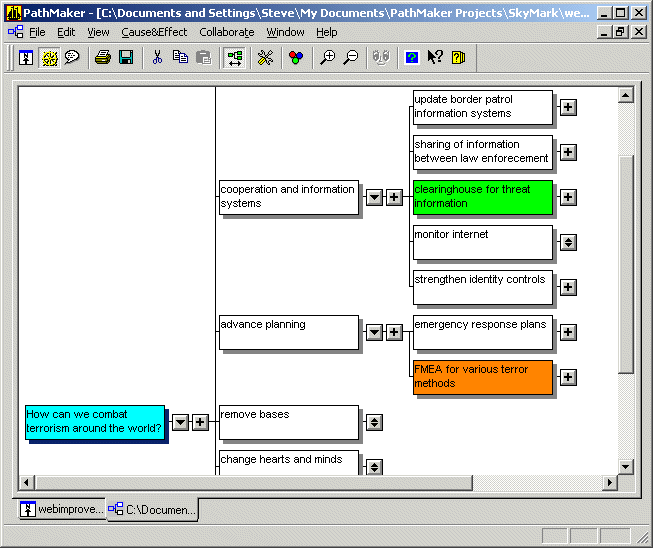 PathMaker - [C:\Documents and Settings\Steve\My Documents\PathMaker Projects\SkyMark\we...
File Edit View Cause&Effect Collaborate Window Help
update border patrol
information systems
sharing of information
between law enforecement
cooperation and information
systems
clearinghouse for threat
information
monitor internet
strengthen identity controls
advance planning
emergency response plans
FMEA for various terror
methods
How can we combat
terrorism around the world?
remove bases
change hearts and minds
webimprove...
C:\Documen...